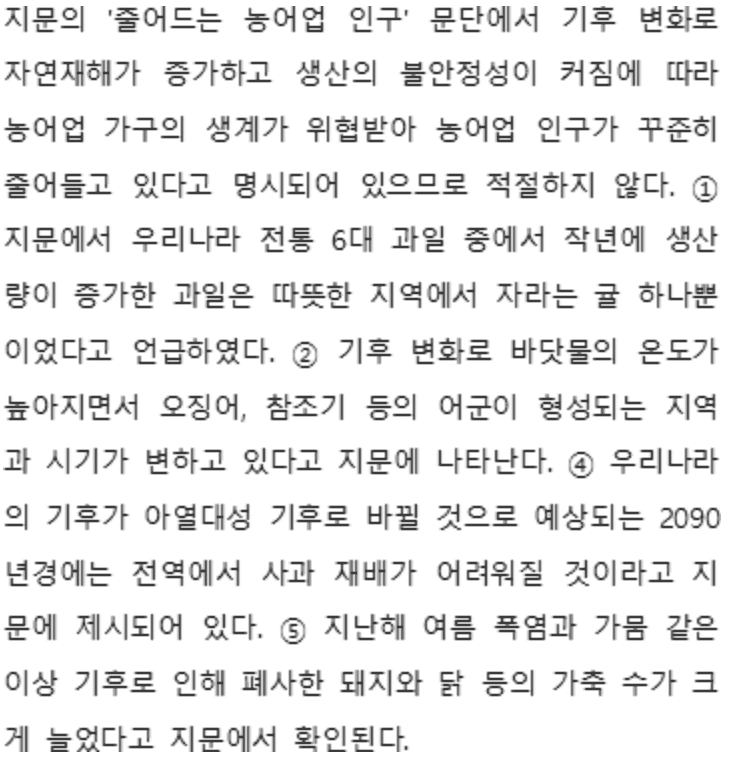 지문의 '줄어드는 농어업 인구' 문단에서 기후 변화로
자연재해가 증가하고 생산의 불안정성이 커짐에 따라
농어업 가구의 생계가 위협받아 농어업 인구가 꾸준히
줄어들고 있다고 명시되어 있으므로 적절하지 않다. ①
지문에서 우리나라 전통 6대 과일 중에서 작년에 생산
량이 증가한 과일은 따뜻한 지역에서 자라는 귤 하나뿐
이었다고 언급하였다. ② 기후 변화로 바닷물의 온도가
높아지면서 오징어, 참조기 등의 어군이 형성되는 지역
과 시기가 변하고 있다고 지문에 나타난다. ④ 우리나라
의 기후가 아열대성 기후로 바뀔 것으로 예상되는 2090
년경에는 전역에서 사과 재배가 어려워질 것이라고 지
문에 제시되어 있다. ⑤ 지난해 여름 폭염과 가뭄 같은
이상 기후로 인해 폐사한 돼지와 닭 등의 가축 수가 크
게 늘었다고 지문에서 확인된다.